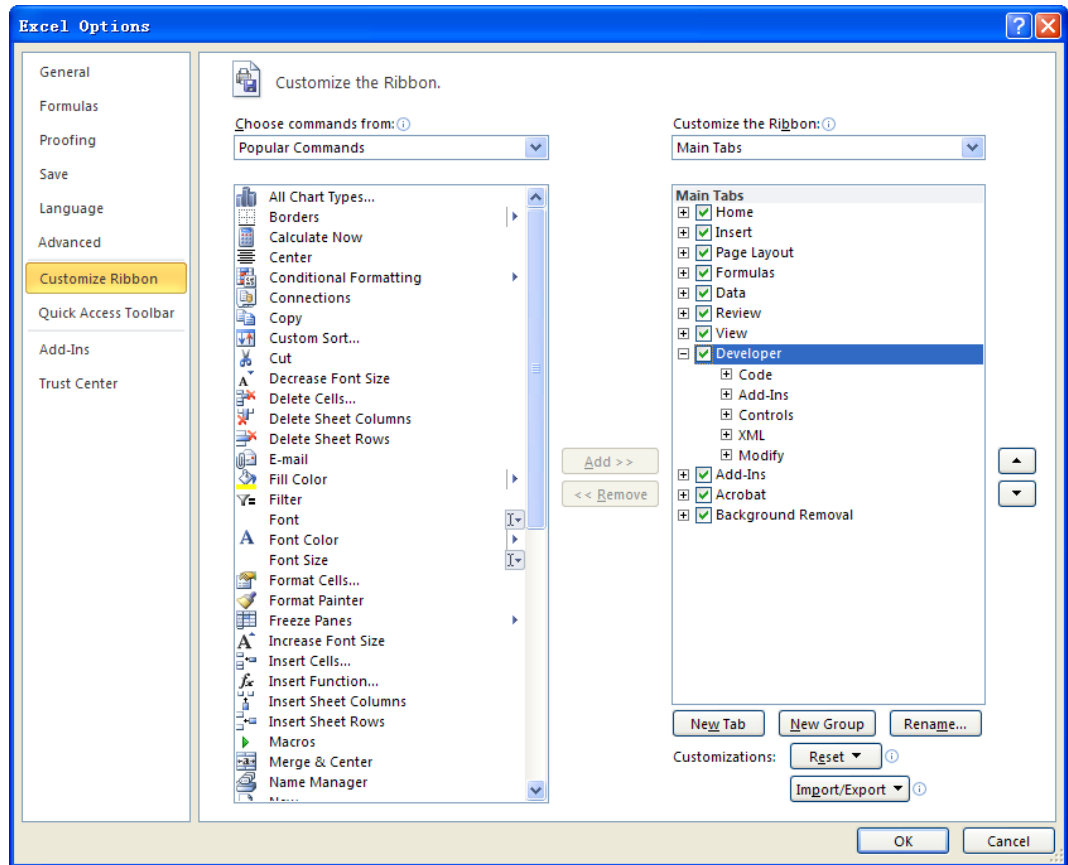 Excel Options
General
Formulas
Proofing
Save
Language
Advanced
Customize Ribbon
Quick Access Toolbar
Add-Ins
Trust Center
Customize the Ribbon.
Choose commands from:
Popular Commands
All Chart Types...
Borders
Calculate Now
Center
Conditional Formatting
Connections
Copy
Custom Sort...
Cut
Decrease Font Size
Delete Cells...
Delete Sheet Columns
Delete Sheet Rows
E-mail
Fill Color
Filter
Font
Font Color
Font Size
Format Cells...
Format Painter
Freeze Panes
Increase Font Size
Insert Cells...
Insert Function...
Insert Sheet Columns
Insert Sheet Rows
Macros
Merge & Center
Name Manager
Add >>
<< Remove
Customize the Ribbon:
Main Tabs
Main Tabs
Home
Insert
Page Layout
Formulas
Data
Review
View
Developer
Code
Add-Ins
Controls
XML
Modify
Add-Ins
Acrobat
Background Removal
New Tab New Group Rename...
Customizations: Reset
Import/Export
OK Cancel